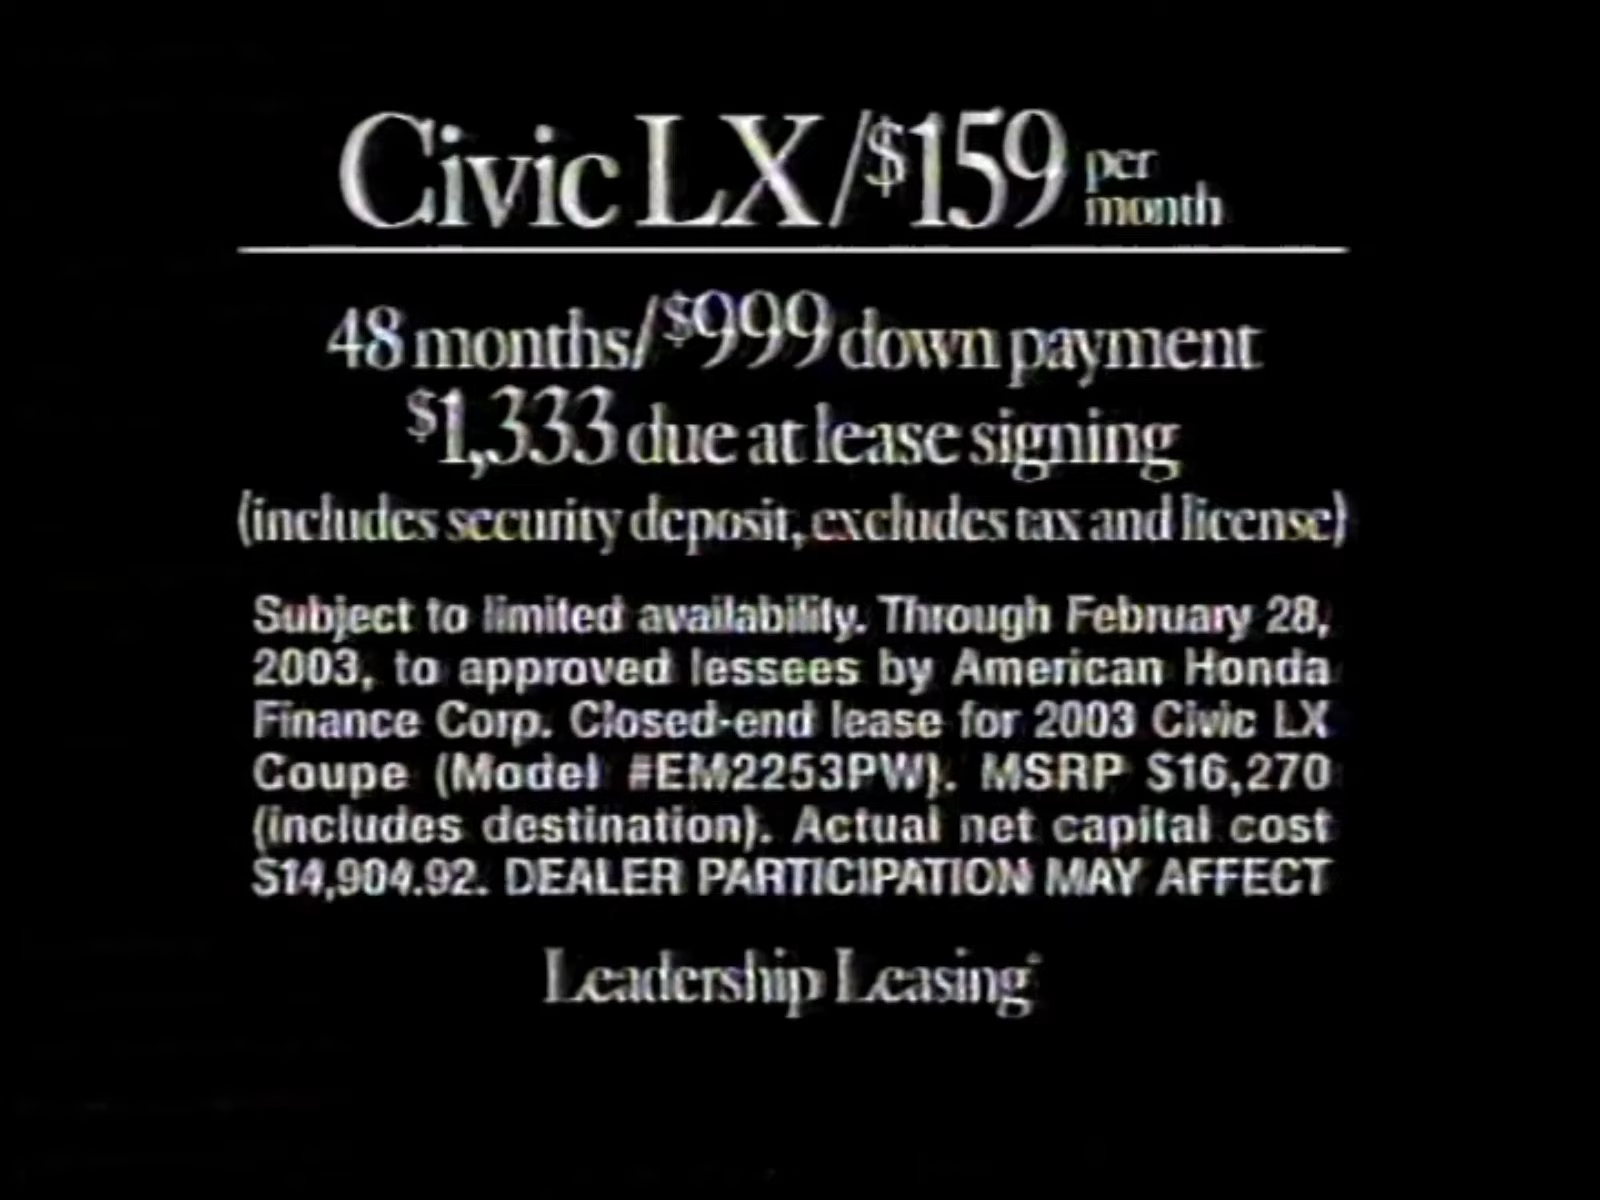 Civic LX/$159 per month
48 months/$999 down payment
$1,333 due at lease signing
(includes security deposit, excludes tax and license)
Subject to limited availability. Through February 28,
2003, to approved lessees by American Honda
Finance Corp. Closed-end lease for 2003 Civic LX
Coupe (Model #EM2253PW). MSRP $16,270
(includes destination). Actual net capital cost
$14,904.92. DEALER PARTICIPATION MAY AFFECT
Leadership Leasing